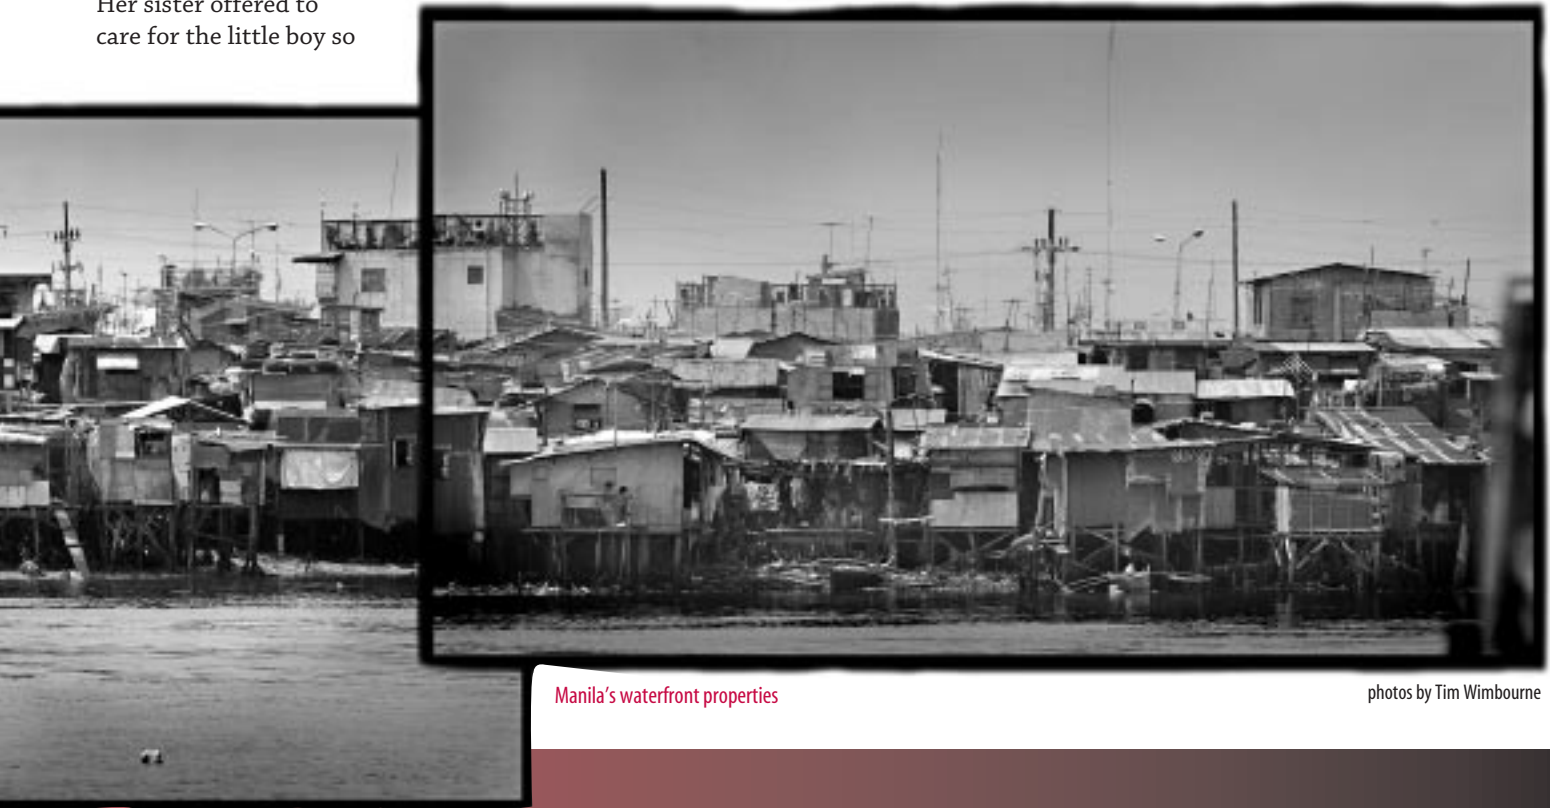 Her sister offered to
care for the little boy so
Manila's waterfront properties
photos by Tim Wimbourne